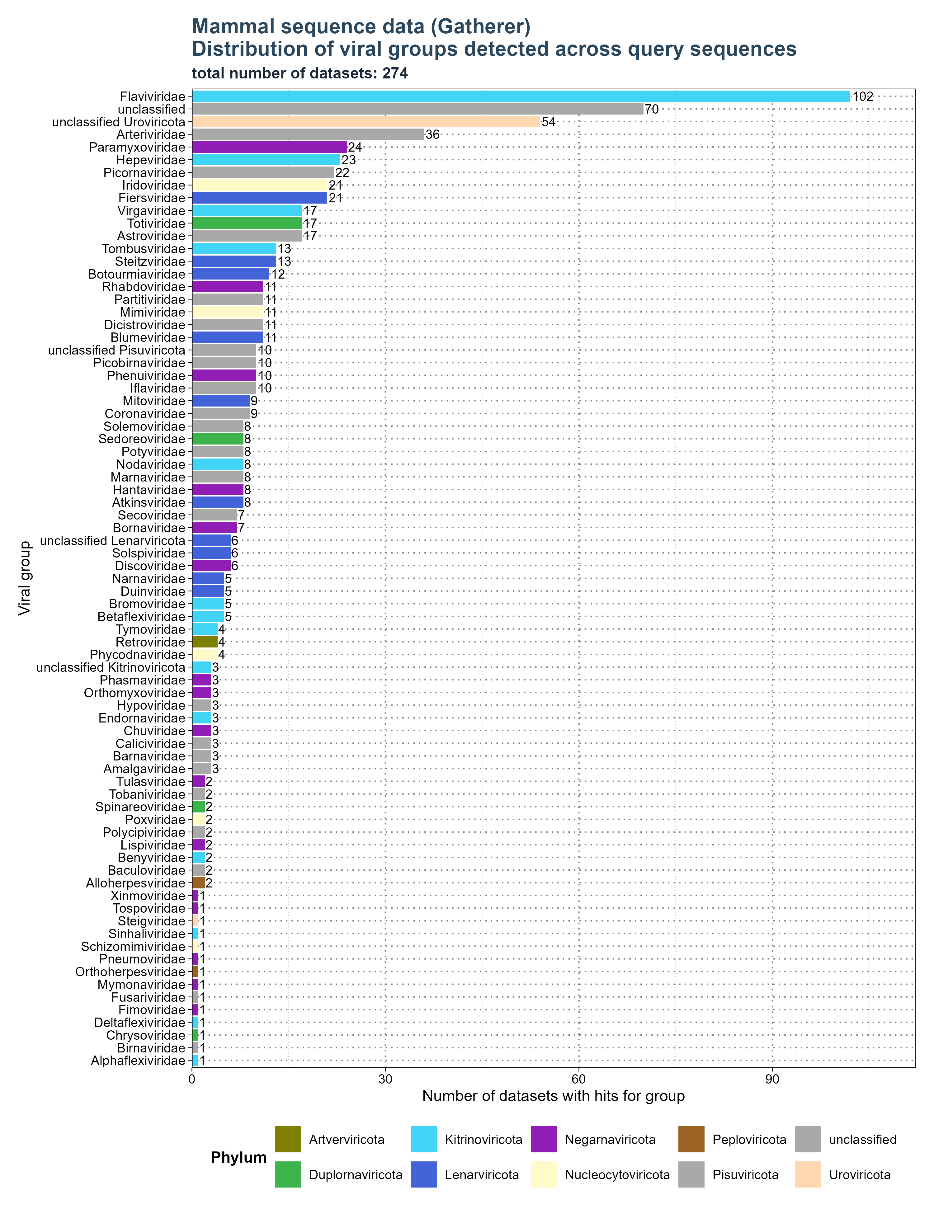 Mammal sequence data (Gatherer)
Distribution of viral groups detected across query sequences
total number of datasets: 274
Flaviviridae 102
unclassified 70
unclassified Uroviricota 54
Arteriviridae 36
Paramyxoviridae 24
Hepeviridae 23
Picornaviridae 22
Iridoviridae 21
Fiersviridae 21
Virgaviridae 17
Totiviridae 17
Astroviridae 17
Tombusviridae 13
Steitzviridae 13
Botourmiaviridae 12
Rhabdoviridae 11
Partitiviridae 11
Mimiviridae 11
Dicistroviridae 11
Blumeviridae 11
unclassified Pisuviricota 10
Picobirnaviridae 10
Phenuiviridae 10
Iflaviridae 10
Mitoviridae 9
Coronaviridae 9
Solemoviridae 8
Sedoreoviridae 8
Potyviridae 8
Nodaviridae 8
Marnaviridae 8
Hantaviridae 8
Atkinsviridae 8
Secoviridae 7
Bornaviridae 7
unclassified Lenarviricota 6
Solspiviridae 6
Discoviridae 6
Narnaviridae 5
Duinviridae 5
Bromoviridae 5
Betaflexiviridae 5
Tymoviridae 4
Retroviridae 4
Phycodnaviridae 4
unclassified Kitrinoviricota 3
Phasmaviridae 3
Orthomyxoviridae 3
Hypoviridae 3
Endornaviridae 3
Chuviridae 3
Caliciviridae 3
Barnaviridae 3
Amalgaviridae 3
Tulasviridae 2
Tobaniviridae 2
Spinareoviridae 2
Poxviridae 2
Polycipiviridae 2
Lispiviridae 2
Benyviridae 2
Baculoviridae 2
Alloherpesviridae 2
Xinmoviridae 1
Tospoviridae 1
Steigviridae 1
Sinhaliviridae 1
Schizomimiviridae 1
Pneumoviridae 1
Orthoherpesviridae 1
Mymonaviridae 1
Fusariviridae 1
Fimoviridae 1
Deltaflexiviridae 1
Chrysoviridae 1
Birnaviridae 1
Alphaflexiviridae 1
Viral group
0 30 60 90
Number of datasets with hits for group
Phylum
Artverviricota Kitrinoviricota Negarnaviricota Peploviricota unclassified
Duplornaviricota Lenarviricota Nucleocytoviricota Pisuviricota Uroviricota